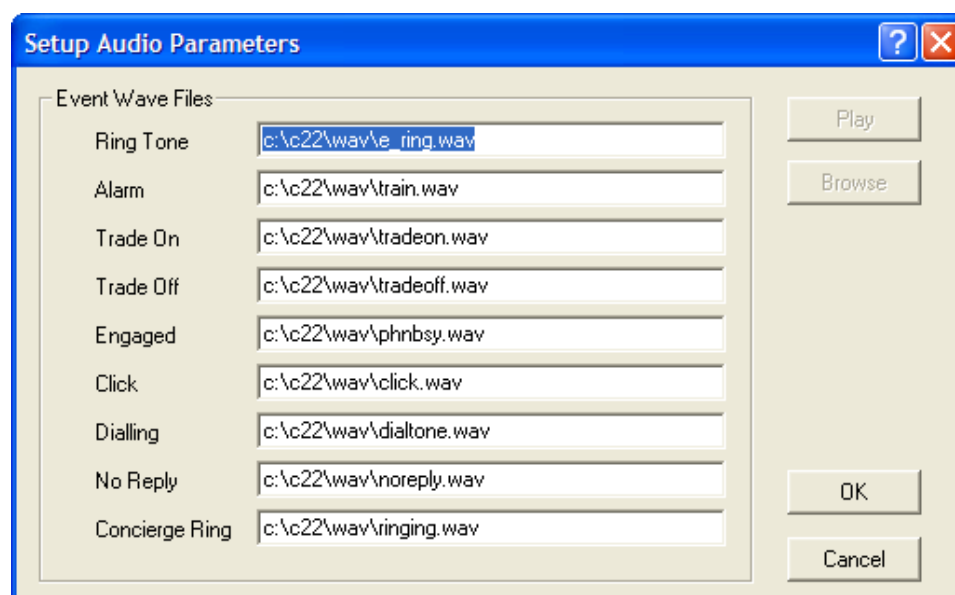 Setup Audio Parameters
Event Wave Files
Ring Tone c:\c22\wav\e_ring.wav
Alarm c:\c22\wav\train.wav
Trade On c:\c22\wav\tradeon.wav
Trade Off c:\c22\wav\tradeoff.wav
Engaged c:\c22\wav\phnbsy.wav
Click c:\c22\wav\click.wav
Dialling c:\c22\wav\dialtone.wav
No Reply c:\c22\wav\noreply.wav
Concierge Ring c:\c22\wav\ringing.wav
Play
Browse
OK
Cancel